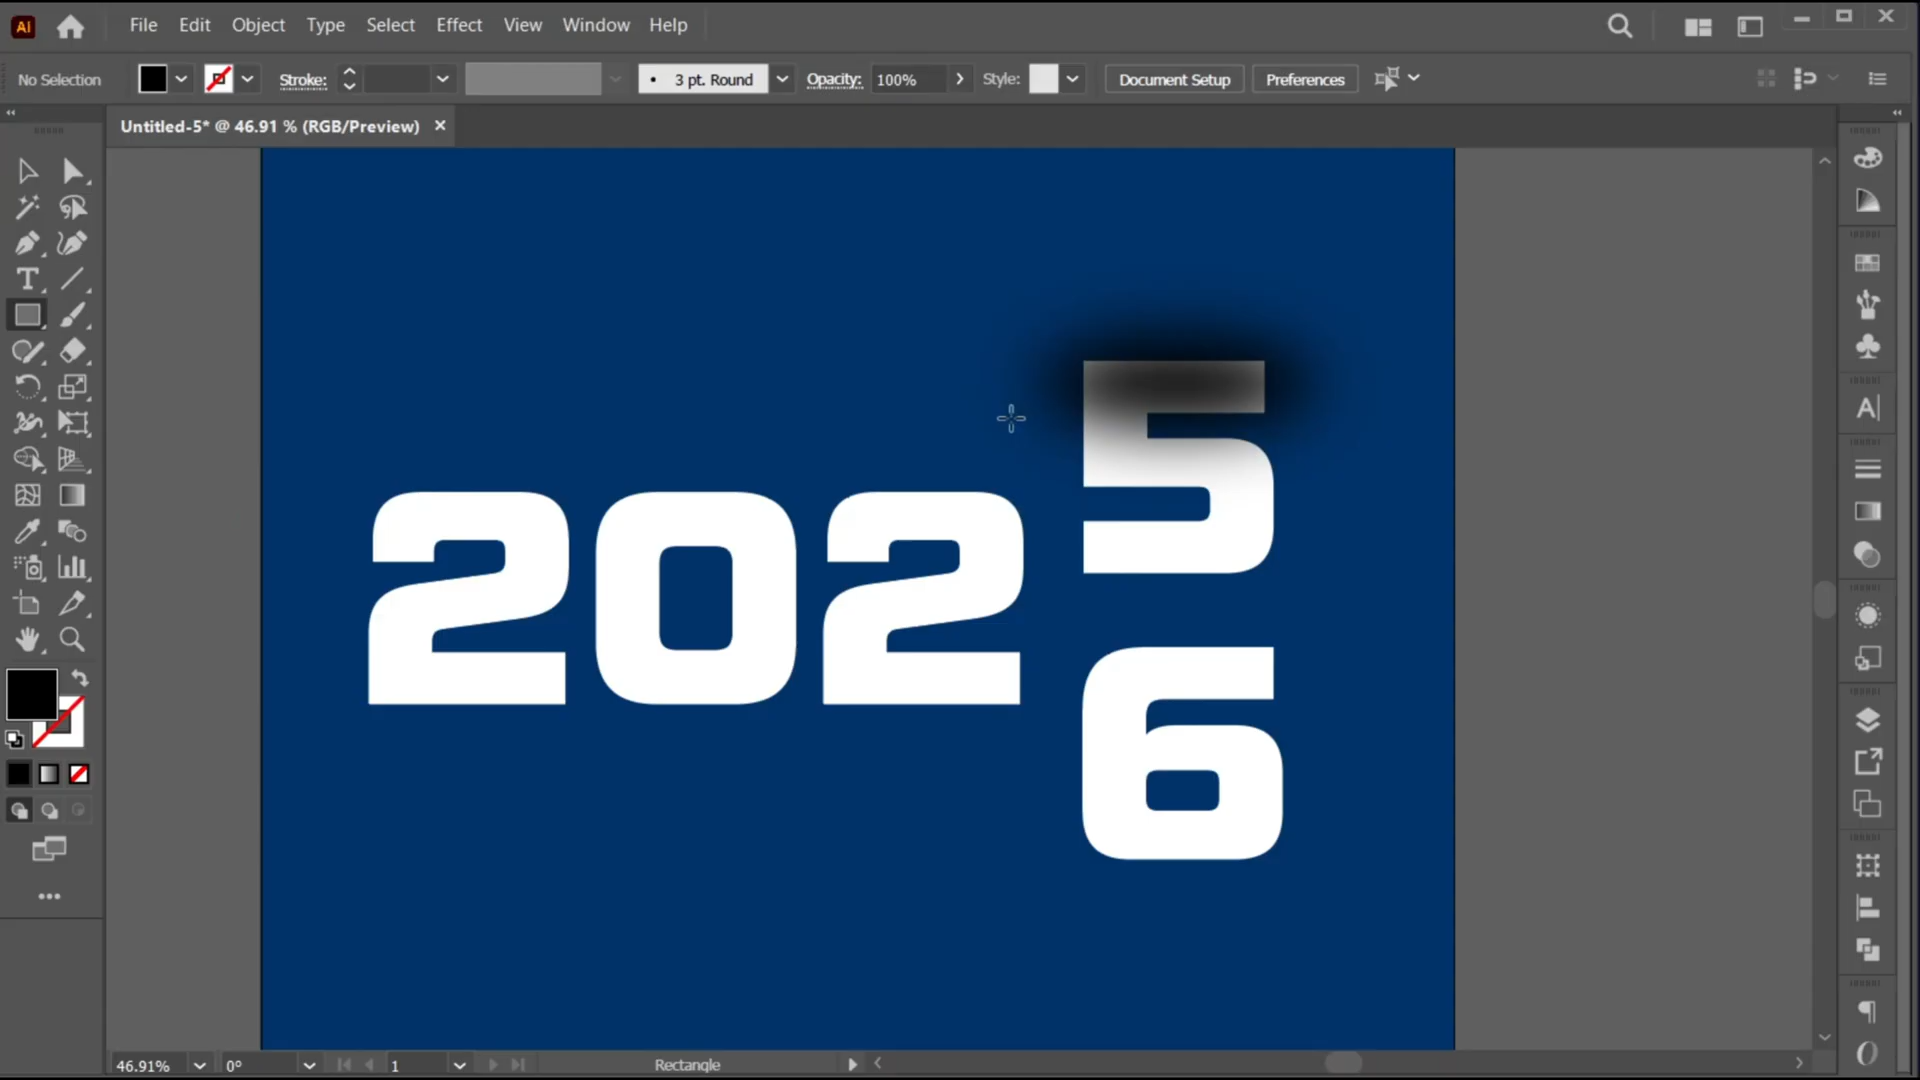 Ai File Edit Object Type Select Effect View Window Help
No Selection Stroke: 3 pt. Round Opacity: 100% Style: Document Setup Preferences
Untitled-5* @ 46.91 % (RGB/Preview)
5
202
6
46.91% 0° 1 Rectangle